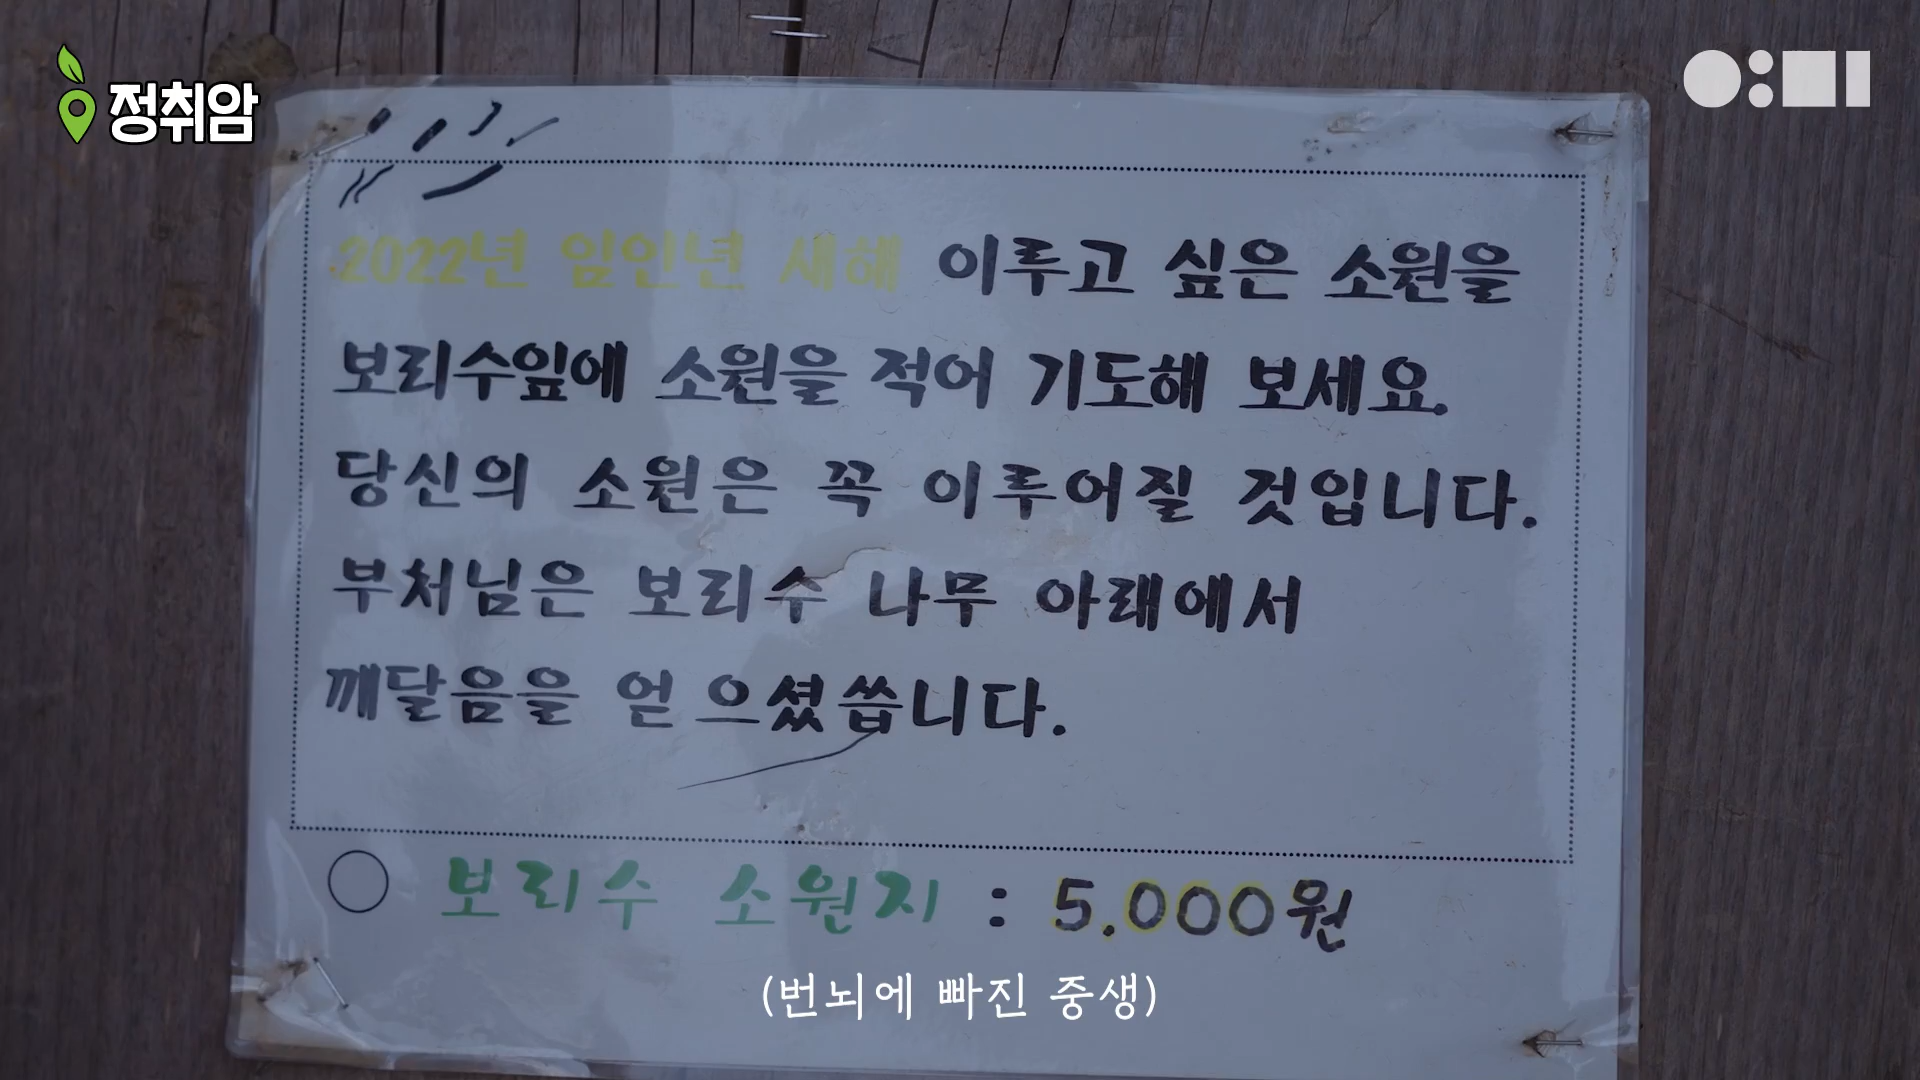 정취암
2022년 임인년 새해 이루고 싶은 소원을
보리수잎에 소원을 적어 기도해 보세요.
당신의 소원은 꼭 이루어질 것입니다.
부처님은 보리수 나무 아래에서
깨달음을 얻으셨씁니다.
보리수 소원지 : 5.000원
(번뇌에 빠진 중생)